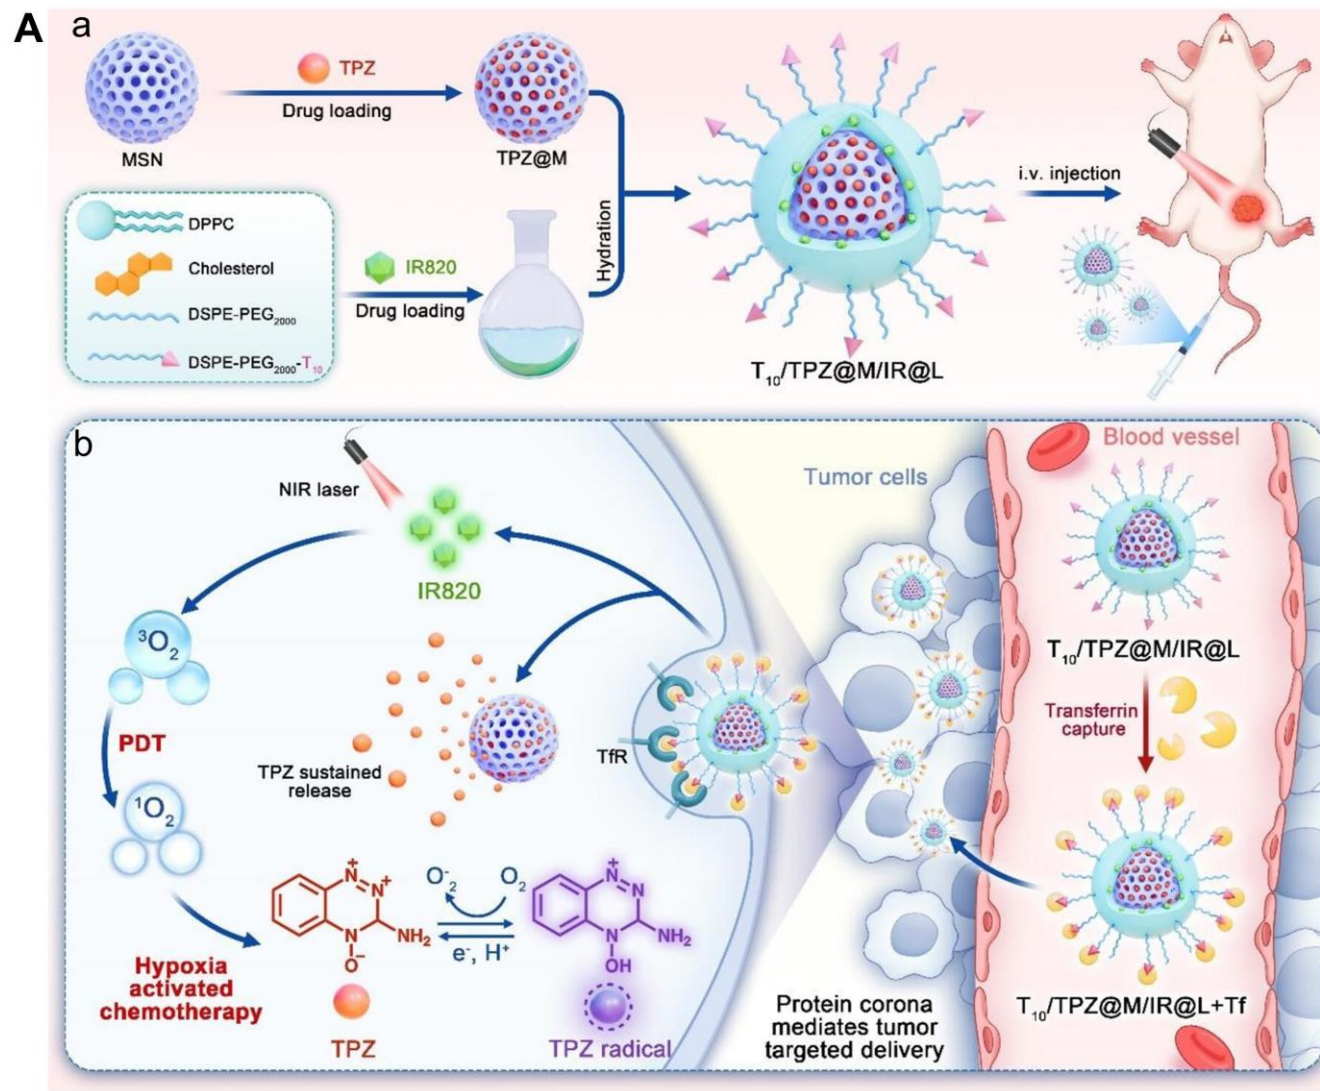 A
a
MSN
TPZ
Drug loading
TPZ@M
DPPC
Cholesterol
DSPE-PEG₂₀₀₀
DSPE-PEG₂₀₀₀-T₁₀
IR820
Drug loading
Hydration
T₁₀/TPZ@M/IR@L
i.v. injection
b
NIR laser
IR820
³O₂
PDT
¹O₂
TPZ sustained
release
TfR
Hypoxia
activated
chemotherapy
N
+
N
+
N
NH₂
O⁻
TPZ
O⁻₂
O₂
e⁻, H⁺
N
+
N
N
NH₂
OH
TPZ radical
Tumor cells
Protein corona
mediates tumor
targeted delivery
Blood vessel
T₁₀/TPZ@M/IR@L
Transferrin
capture
T₁₀/TPZ@M/IR@L+Tf